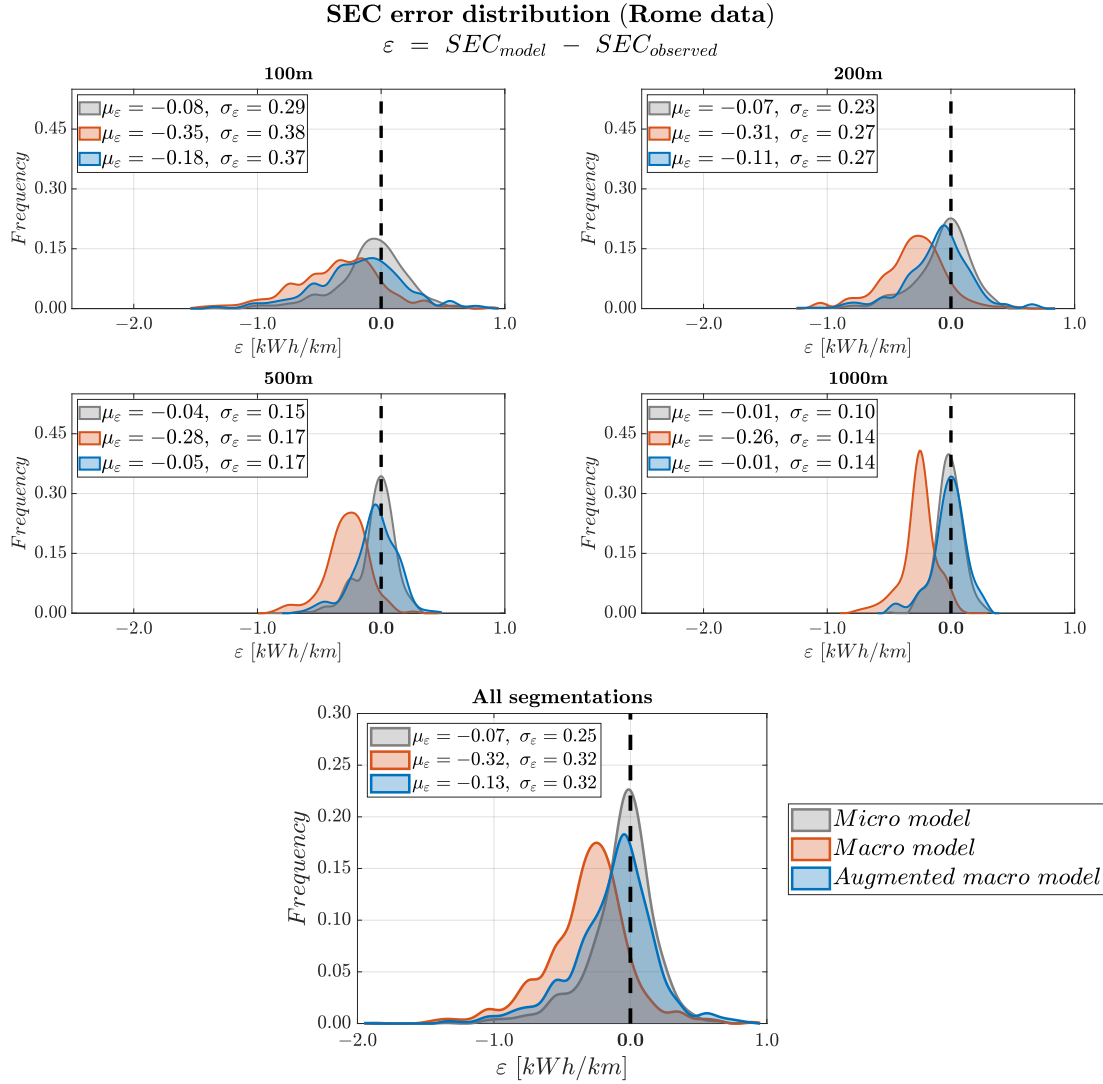 SEC error distribution (Rome data)
ε = SEC_model − SEC_observed
100m
μ_ε = −0.08, σ_ε = 0.29
μ_ε = −0.35, σ_ε = 0.38
μ_ε = −0.18, σ_ε = 0.37
Frequency
0.45
0.30
0.15
0.00
−2.0 −1.0 0.0 1.0
ε [kWh/km]
200m
μ_ε = −0.07, σ_ε = 0.23
μ_ε = −0.31, σ_ε = 0.27
μ_ε = −0.11, σ_ε = 0.27
Frequency
0.45
0.30
0.15
0.00
−2.0 −1.0 0.0 1.0
ε [kWh/km]
500m
μ_ε = −0.04, σ_ε = 0.15
μ_ε = −0.28, σ_ε = 0.17
μ_ε = −0.05, σ_ε = 0.17
Frequency
0.45
0.30
0.15
0.00
−2.0 −1.0 0.0 1.0
ε [kWh/km]
1000m
μ_ε = −0.01, σ_ε = 0.10
μ_ε = −0.26, σ_ε = 0.14
μ_ε = −0.01, σ_ε = 0.14
Frequency
0.45
0.30
0.15
0.00
−2.0 −1.0 0.0 1.0
ε [kWh/km]
All segmentations
μ_ε = −0.07, σ_ε = 0.25
μ_ε = −0.32, σ_ε = 0.32
μ_ε = −0.13, σ_ε = 0.32
Frequency
0.30
0.25
0.20
0.15
0.10
0.05
0.00
−2.0 −1.0 0.0 1.0
ε [kWh/km]
Micro model
Macro model
Augmented macro model